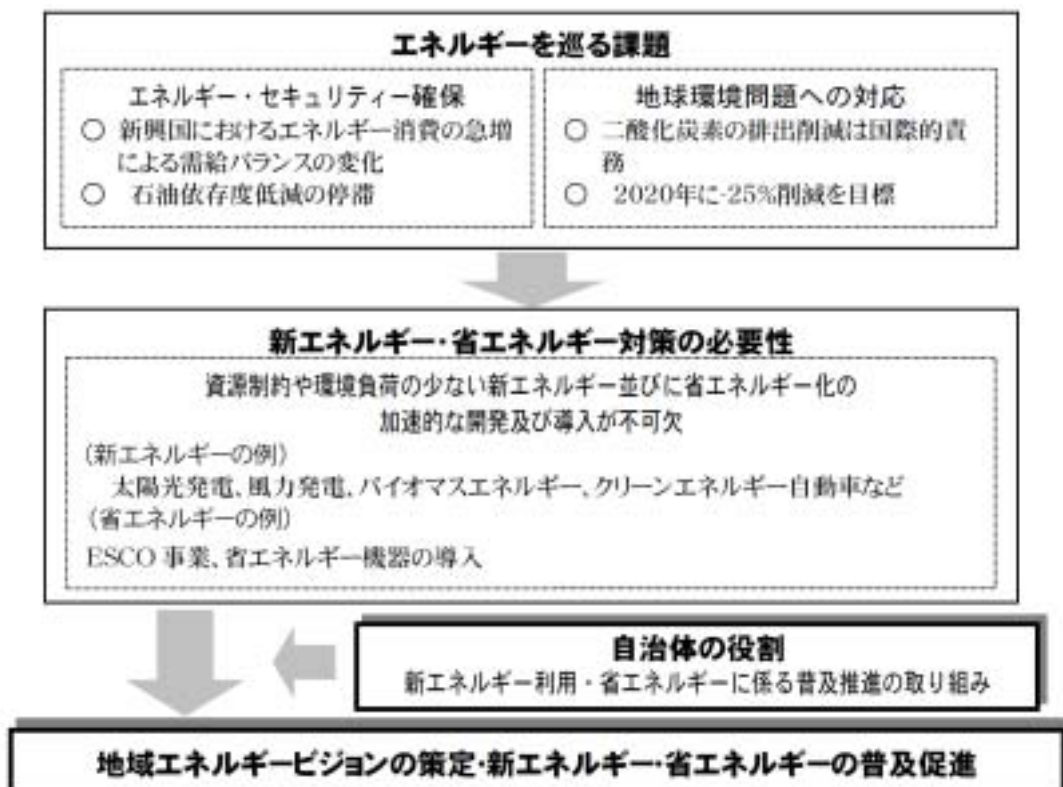 エネルギーを巡る課題
エネルギー・セキュリティー確保
○ 新興国におけるエネルギー消費の急増
による需給バランスの変化
○ 石油依存度低減の停滞
地球環境問題への対応
○ 二酸化炭素の排出削減は国際的責
務
○ 2020年に-25%削減を目標
新エネルギー・省エネルギー対策の必要性
資源制約や環境負荷の少ない新エネルギー並びに省エネルギー化の
加速的な開発及び導入が不可欠
(新エネルギーの例)
太陽光発電、風力発電、バイオマスエネルギー、クリーンエネルギー自動車など
(省エネルギーの例)
ESCO 事業、省エネルギー機器の導入
自治体の役割
新エネルギー利用・省エネルギーに係る普及推進の取り組み
地域エネルギービジョンの策定・新エネルギー・省エネルギーの普及促進